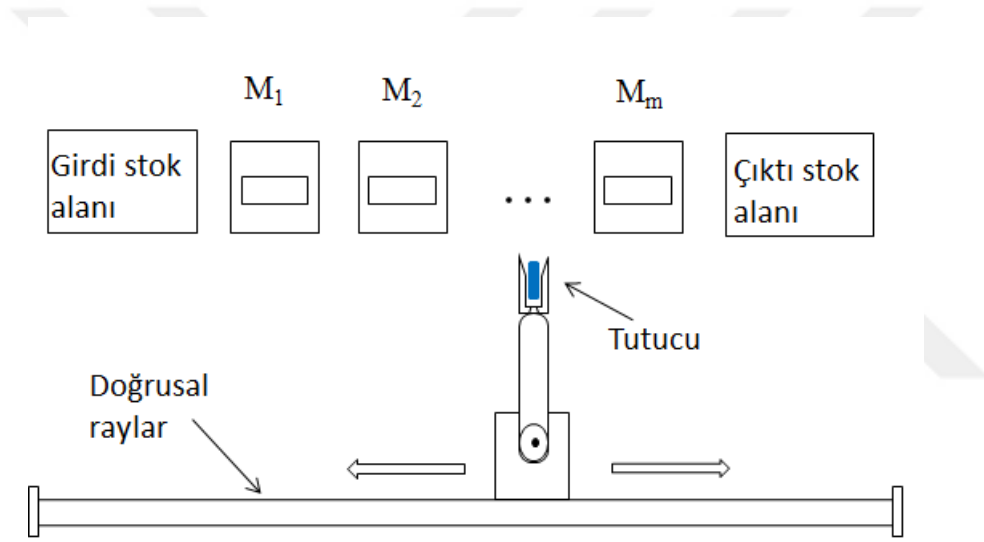 M₁
M₂
Mₘ
Girdi stok
alanı
...
Çıktı stok
alanı
Tutucu
Doğrusal
raylar